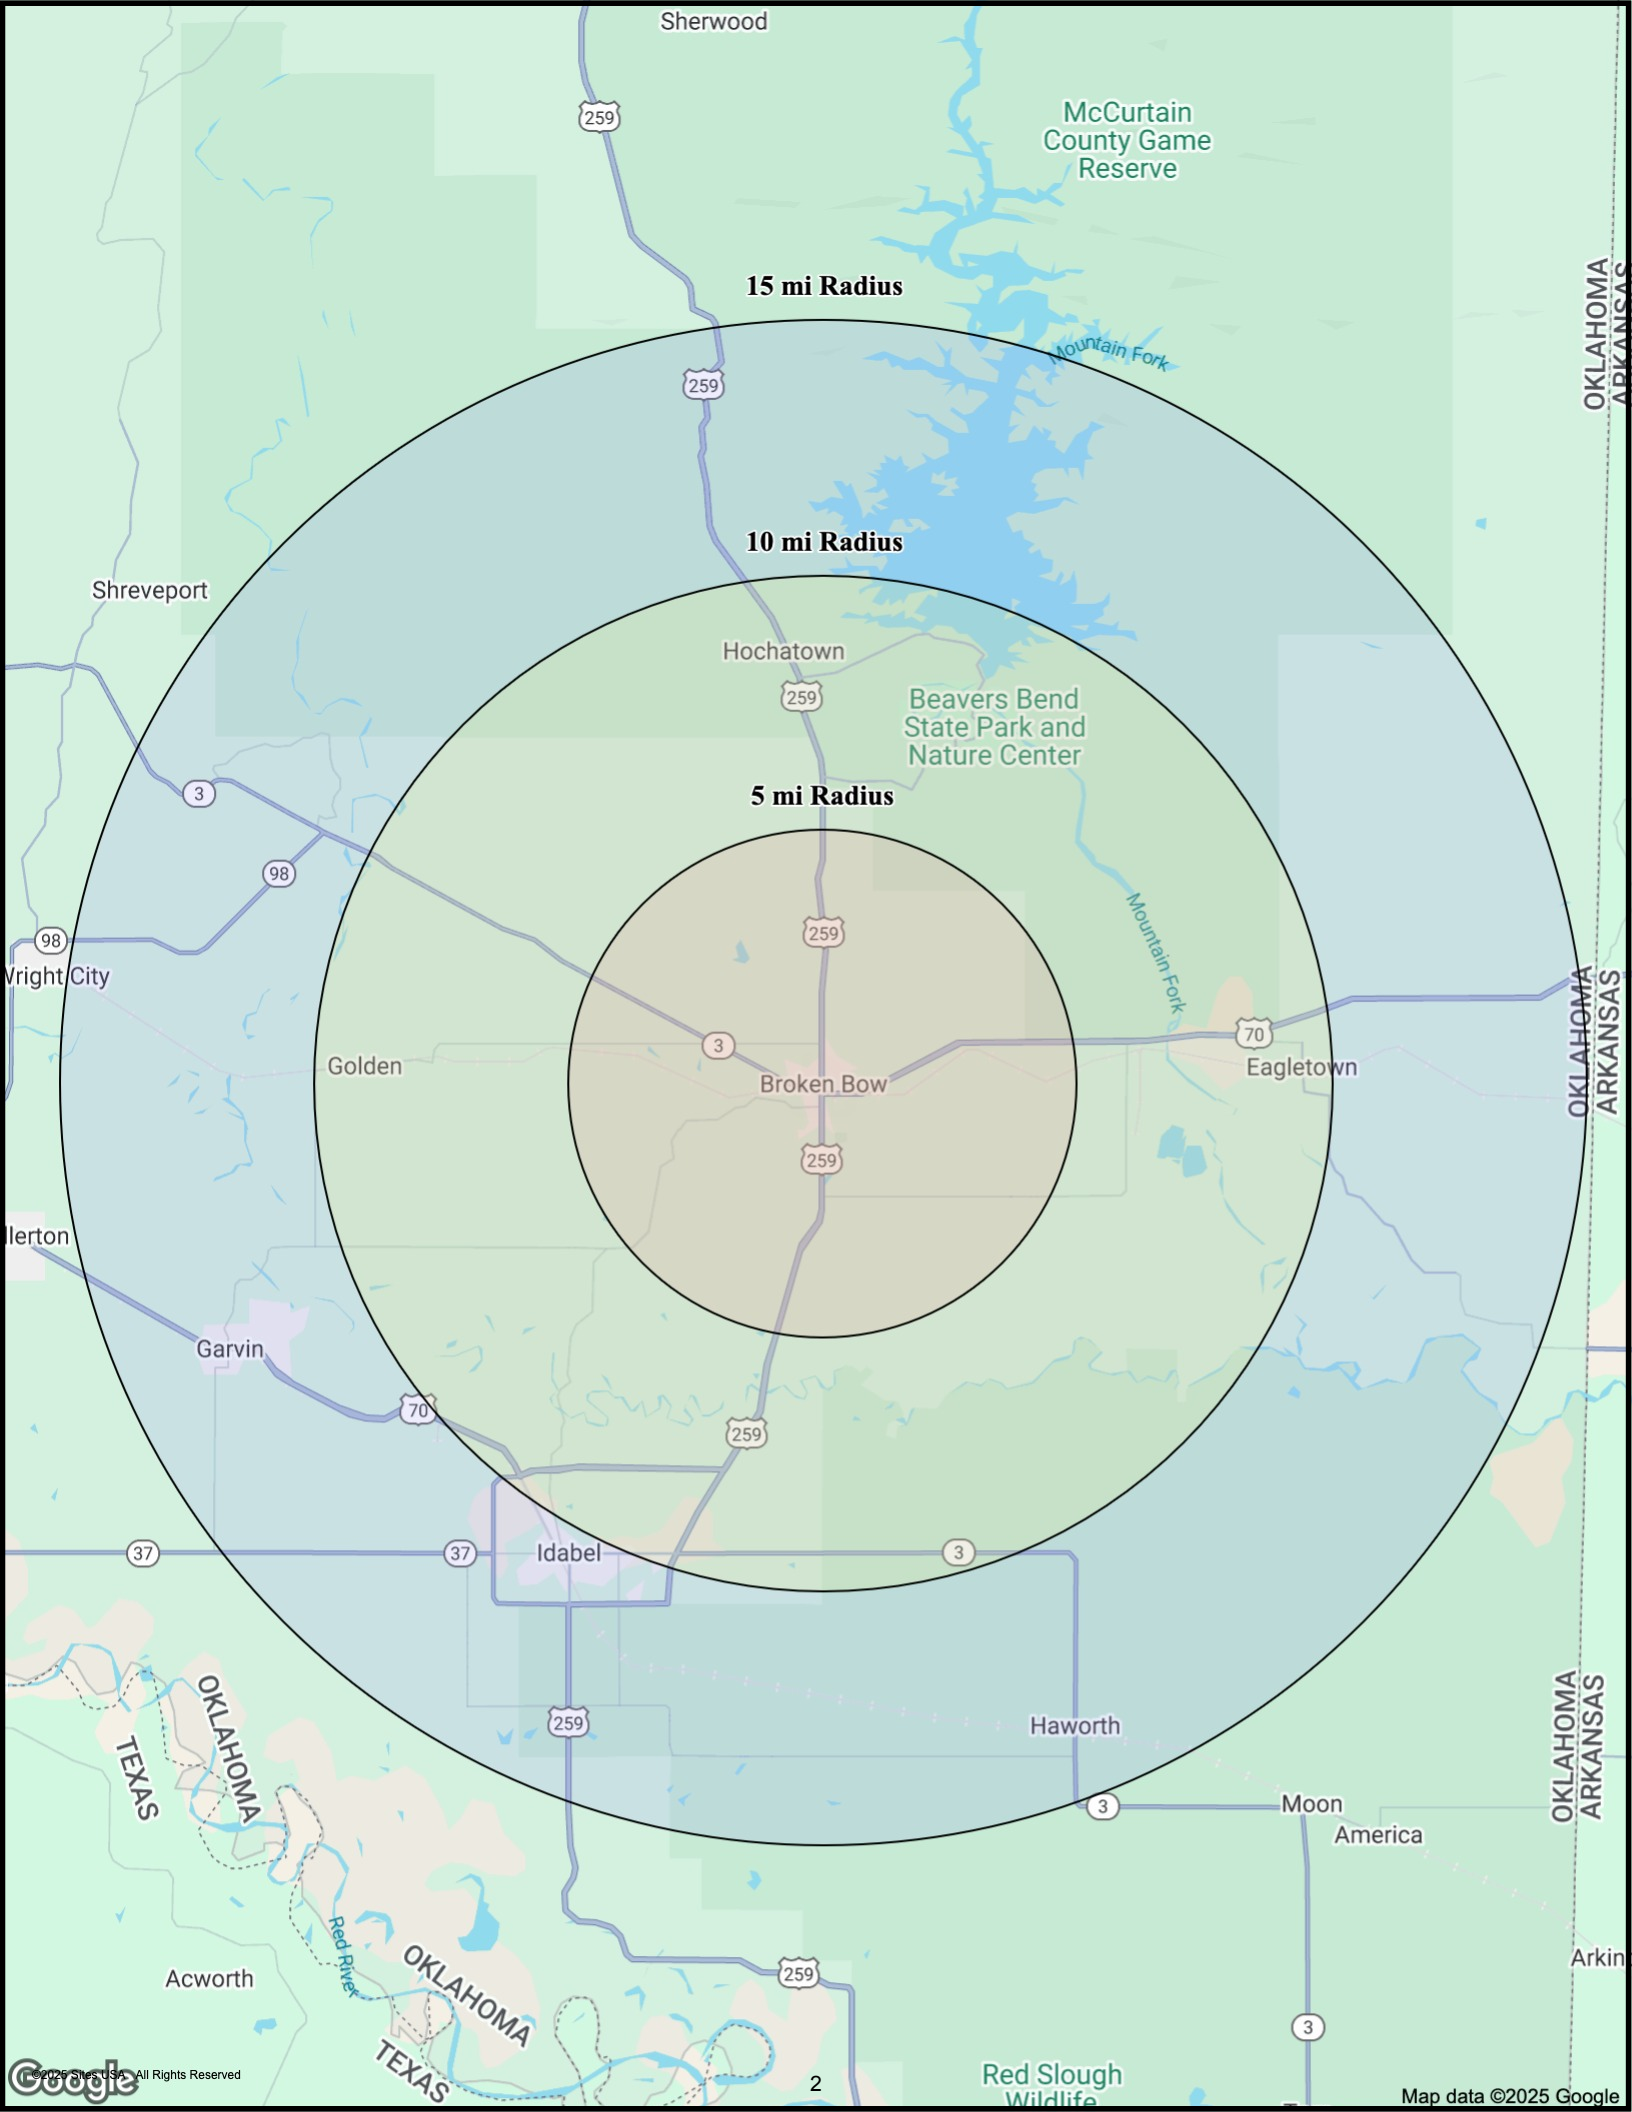 Sherwood
259
McCurtain
County Game
Reserve
15 mi Radius
OKLAHOMA
ARKANSAS
Mountain Fork
259
10 mi Radius
Shreveport
Hochatown
259
Beavers Bend
State Park and
Nature Center
3
5 mi Radius
98
259
Mountain Fork
98
Wright City
OKLAHOMA
ARKANSAS
3
70
Golden
Eagletown
Broken Bow
259
llerton
Garvin
70
259
37
37
Idabel
3
OKLAHOMA
TEXAS
259
Haworth
OKLAHOMA
ARKANSAS
3
Moon
America
Red River
OKLAHOMA
TEXAS
Acworth
259
Arkin
3
Red Slough
Wildlife
Google
©2025 Sites USA. All Rights Reserved
2
Map data ©2025 Google